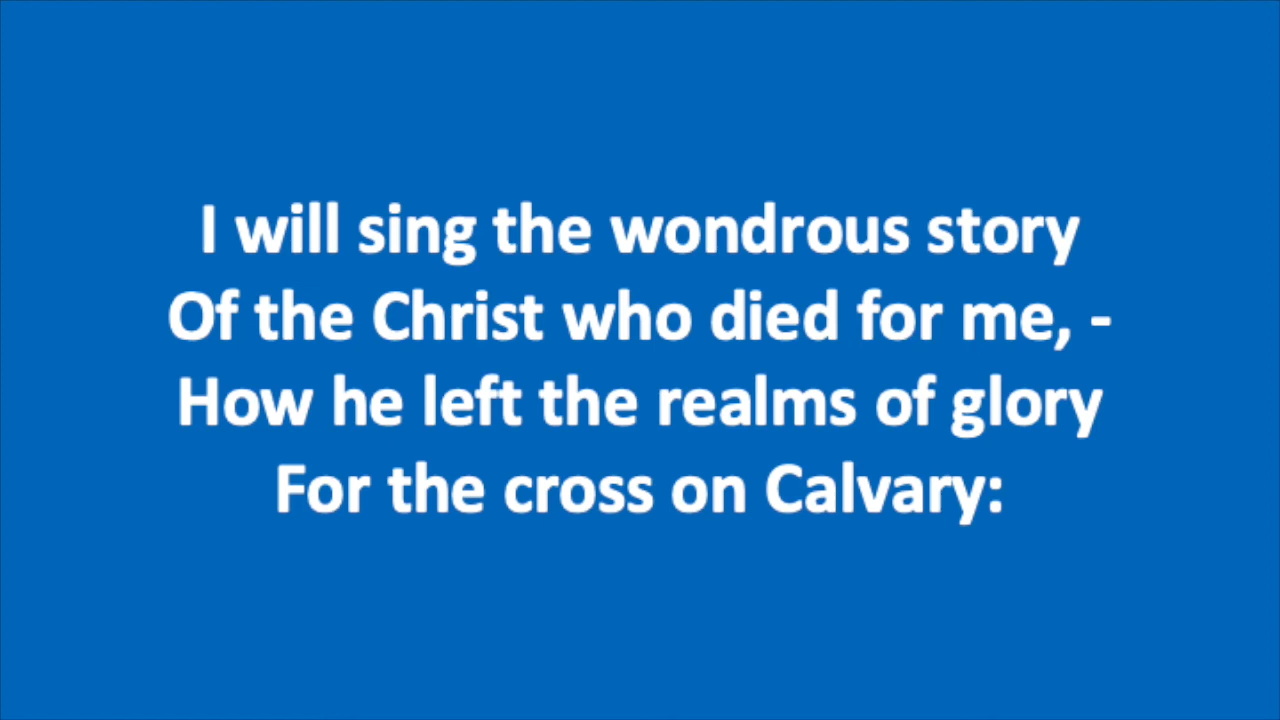 I will sing the wondrous story
Of the Christ who died for me, -
How he left the realms of glory
For the cross on Calvary: